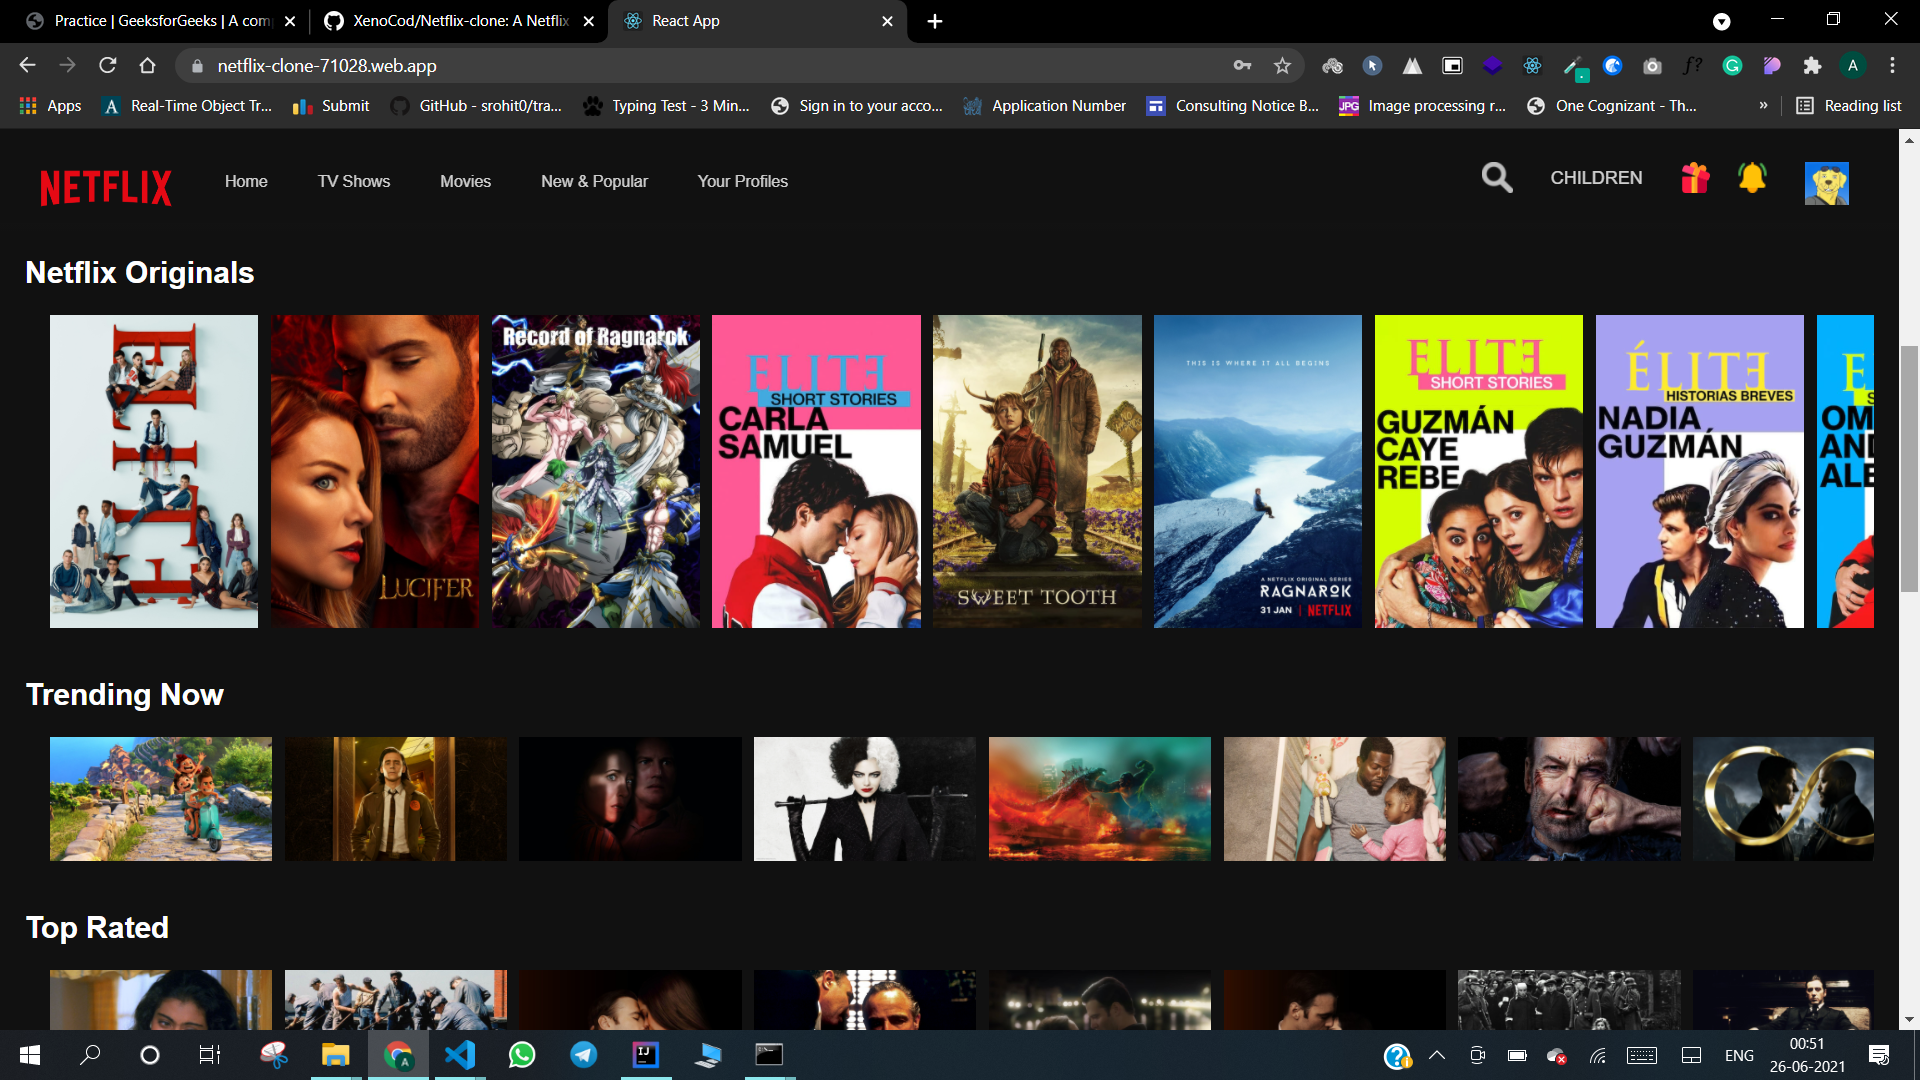 Practice | GeeksforGeeks | A com
XenoCod/Netflix-clone: A Netflix
React App
netflix-clone-71028.web.app
Apps
Real-Time Object Tr...
Submit
GitHub - srohit0/tra...
Typing Test - 3 Min...
Sign in to your acco...
Application Number
Consulting Notice B...
JPG
Image processing r...
One Cognizant - Th...
»
Reading list
NETFLIX
Home
TV Shows
Movies
New & Popular
Your Profiles
CHILDREN
Netflix Originals
ELITE
LUCIFER
Record of Ragnarok
ELITE
SHORT STORIES
CARLA
SAMUEL
SWEET TOOTH
THIS IS WHERE IT ALL BEGINS
A NETFLIX ORIGINAL SERIES
RAGNAROK
31 JAN | NETFLIX
ELITE
SHORT STORIES
GUZMÁN
CAYE
REBE
ÉLITE
HISTORIAS BREVES
NADIA
GUZMÁN
E
S
OM
AN
ALE
Trending Now
Top Rated
ENG
00:51
26-06-2021